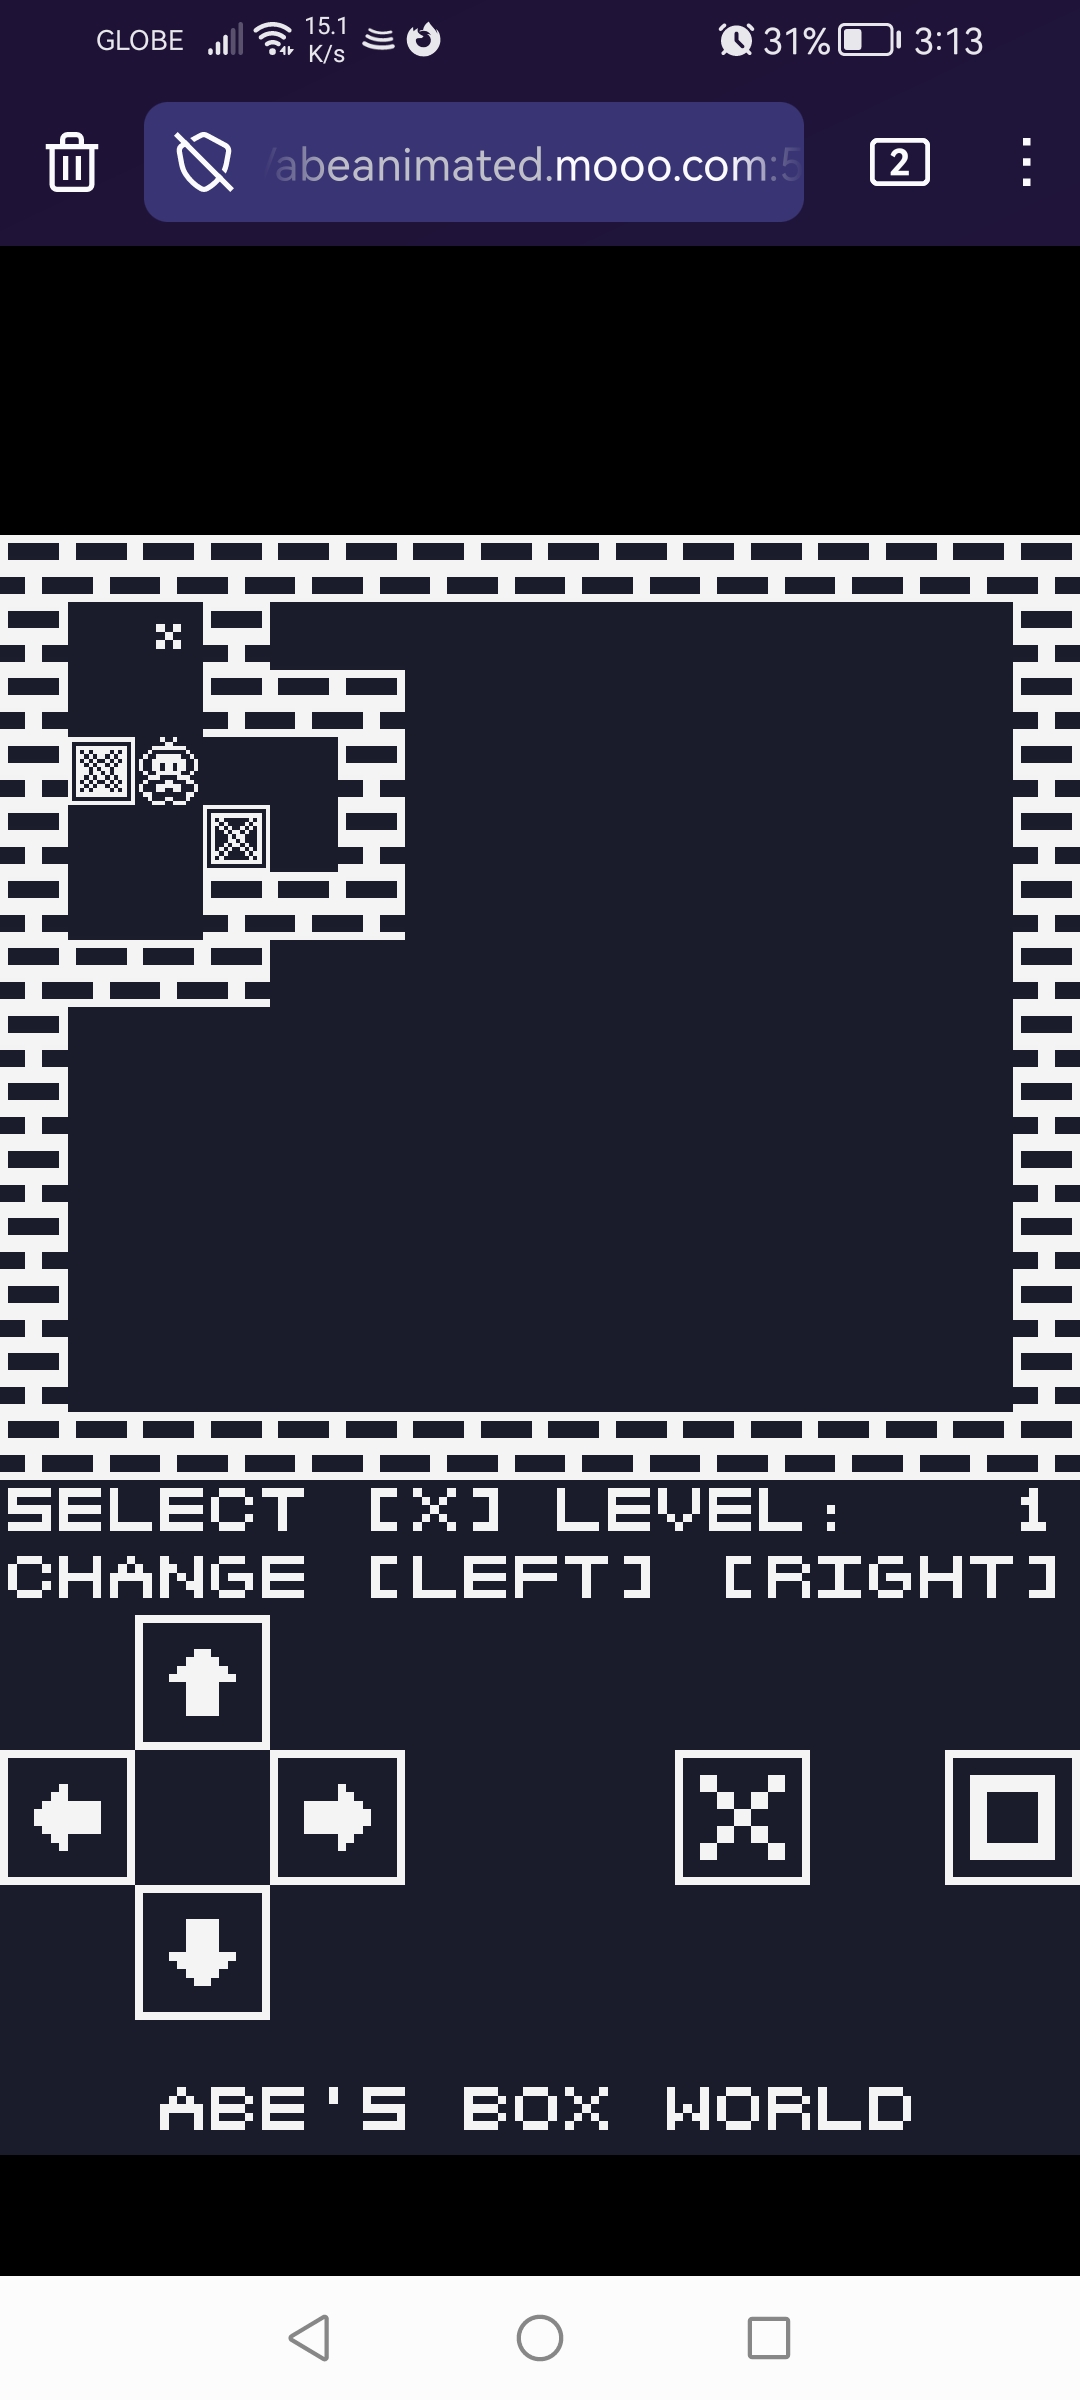 GLOBE 15.1 K/s 31% 3:13
/abeanimated.mooo.com:5
2
SELECT [X] LEVEL: 1
CHANGE [LEFT] [RIGHT]
ABE'S BOX WORLD